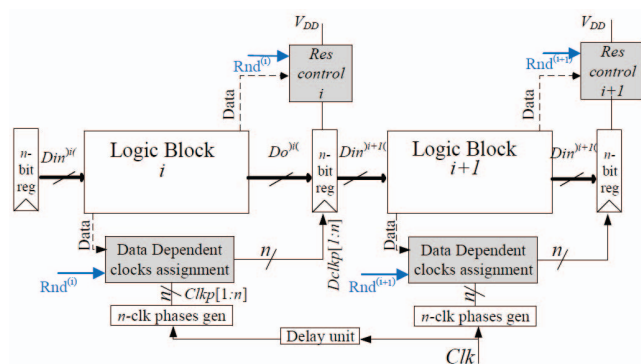 V_DD
V_DD
Rnd^(i)
Res
control
i
Rnd^(i+1)
Res
control
i+1
Data
Data
n-
bit
reg
Din^)i(
Logic Block
i
Do^)i(
n-
bit
reg
Din^)i+1(
Logic Block
i+1
Din^)i+1(
n-
bit
reg
Data
Data
Data Dependent
clocks assignment
n
Dclkp[1:n]
Data Dependent
clocks assignment
n
Rnd^(i)
Rnd^(i+1)
n
Clkp[1:n]
n
n-clk phases gen
n-clk phases gen
Delay unit
Clk